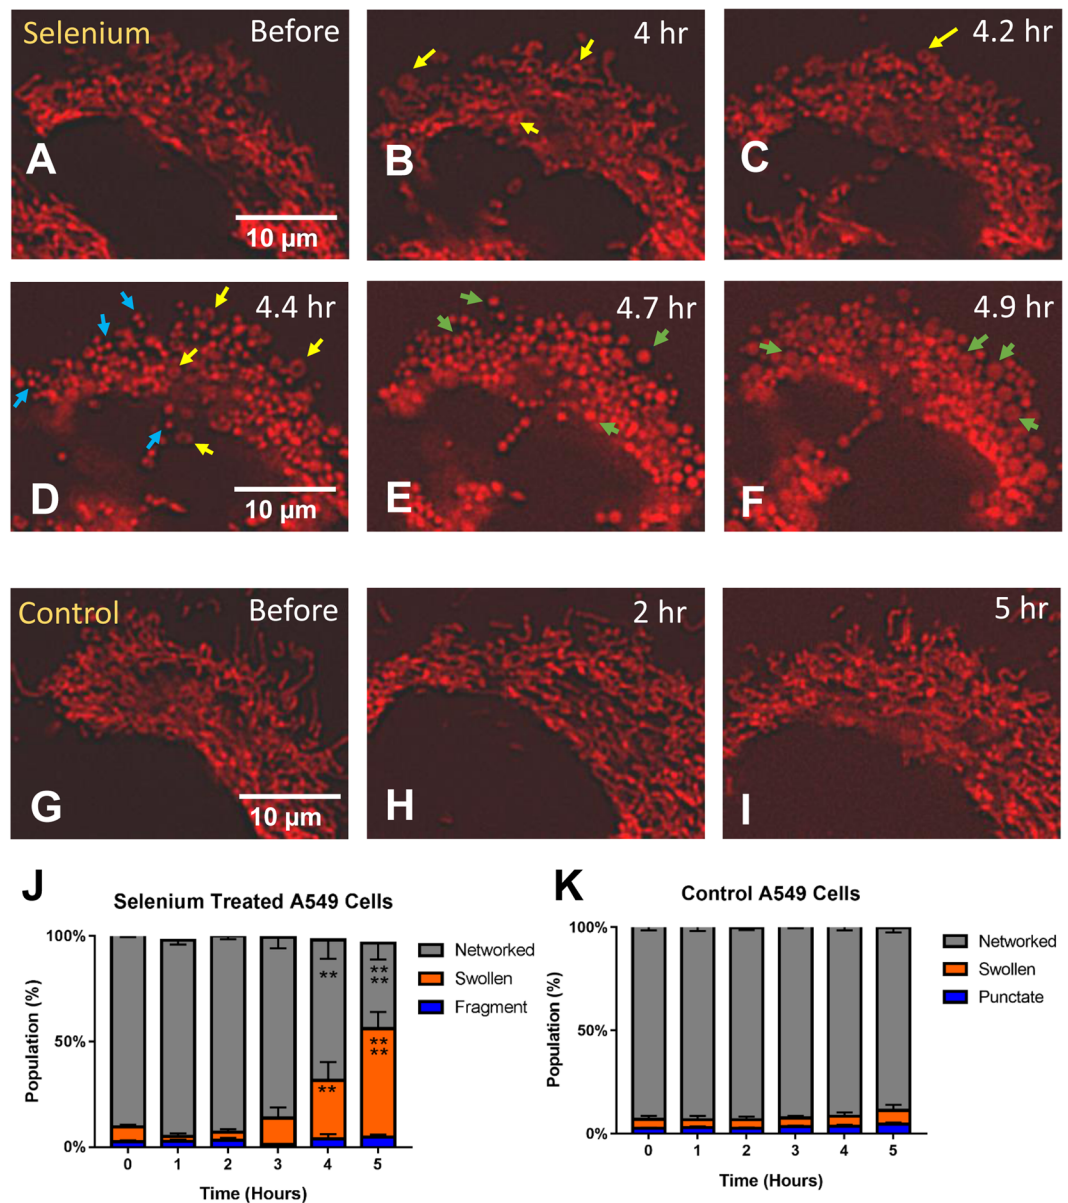 Selenium Before
A
10 µm
4 hr
B
4.2 hr
C
4.4 hr
D
10 µm
4.7 hr
E
4.9 hr
F
Control Before
G
10 µm
2 hr
H
5 hr
I
J
Selenium Treated A549 Cells
100%
50%
0%
Population (%)
**
**
**
**
**
**
0 1 2 3 4 5
Time (Hours)
Networked
Swollen
Fragment
K
Control A549 Cells
100%
50%
0%
Population (%)
0 1 2 3 4 5
Time (Hours)
Networked
Swollen
Punctate